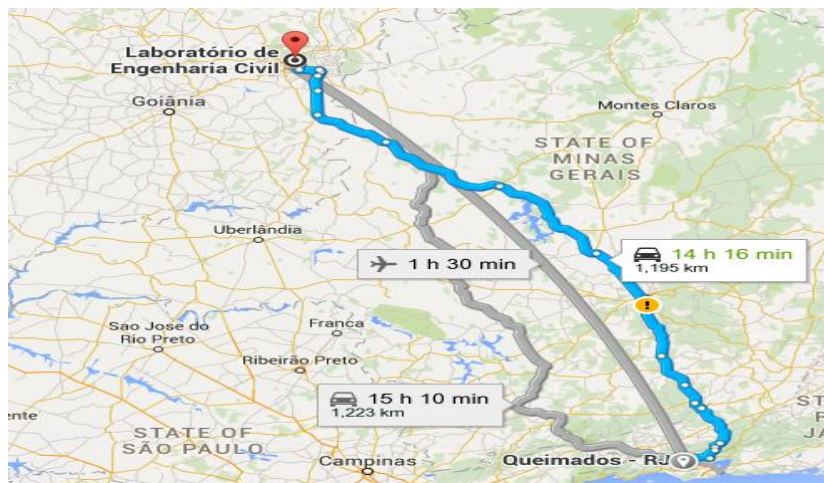 Laboratório de
Engenharia Civil
Goiânia
Montes Claros
STATE OF
MINAS
GERAIS
Uberlândia
14 h 16 min
1,195 km
1 h 30 min
!
Sao Jose do
Rio Preto
Franca
Ribeirão Preto
15 h 10 min
1,223 km
STATE OF
SÃO PAULO
Campinas
Queimados - RJ